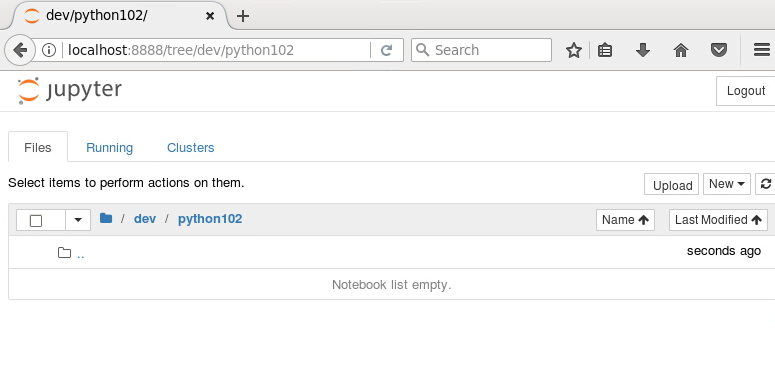 dev/python102/
localhost:8888/tree/dev/python102
Search
jupyter
Logout
Files Running Clusters
Select items to perform actions on them.
Upload New
/ dev / python102 Name Last Modified
.. seconds ago
Notebook list empty.